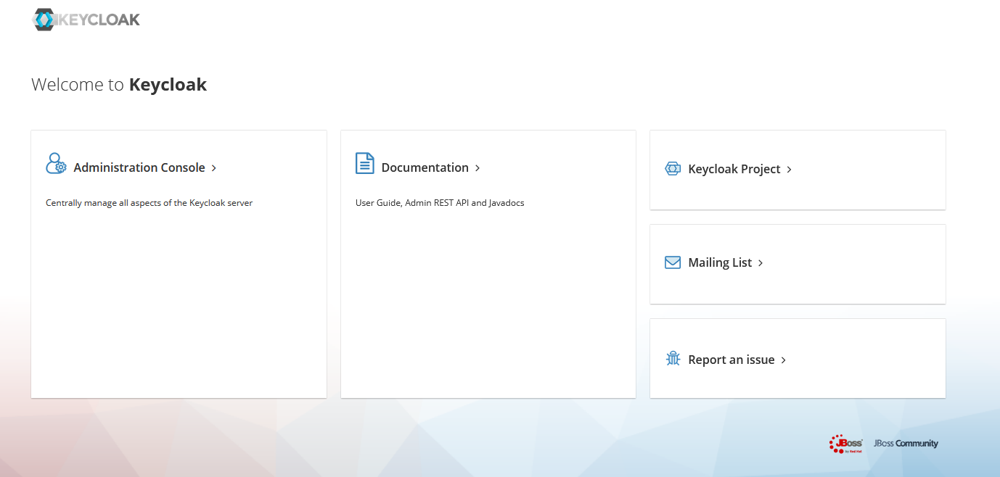 KEYCLOAK
Welcome to Keycloak
Administration Console
Centrally manage all aspects of the Keycloak server
Documentation
User Guide, Admin REST API and Javadocs
Keycloak Project
Mailing List
Report an issue
JBoss
by Red Hat
JBoss Community